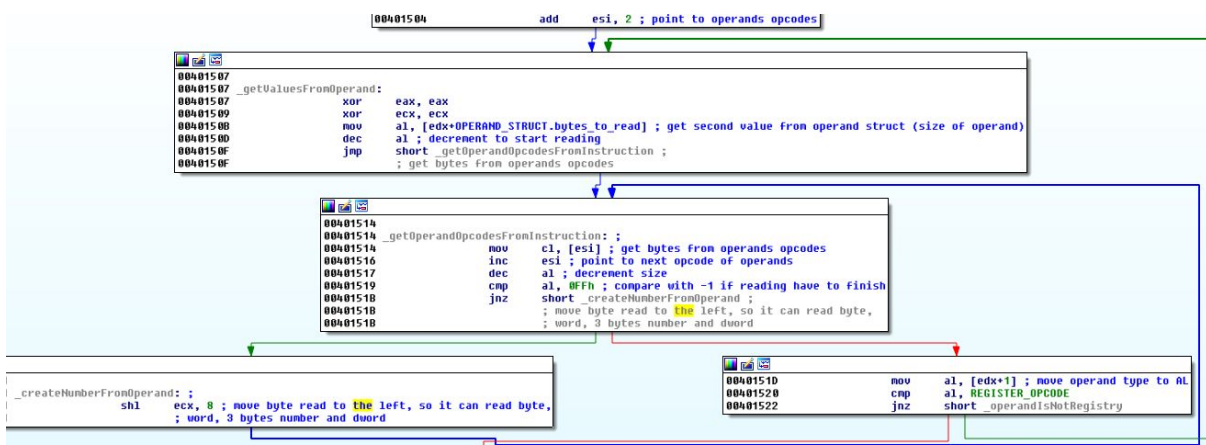 00401504 add esi, 2 ; point to operands opcodes
00401507
00401507 _getValuesFromOperand:
00401507 xor eax, eax
00401509 xor ecx, ecx
0040150B mov al, [edx+OPERAND_STRUCT.bytes_to_read] ; get second value from operand struct (size of operand)
0040150D dec al ; decrement to start reading
0040150F jmp short _getOperandOpcodesFromInstruction ;
0040150F ; get bytes from operands opcodes
00401514
00401514 _getOperandOpcodesFromInstruction: ;
00401514 mov cl, [esi] ; get bytes from operands opcodes
00401516 inc esi ; point to next opcode of operands
00401517 dec al ; decrement size
00401519 cmp al, 0FFh ; compare with -1 if reading have to finish
0040151B jnz short _createNumberFromOperand ;
0040151B ; move byte read to the left, so it can read byte,
0040151B ; word, 3 bytes number and dword
_createNumberFromOperand: ;
shl ecx, 8 ; move byte read to the left, so it can read byte,
; word, 3 bytes number and dword
0040151D mov al, [edx+1] ; move operand type to AL
00401520 cmp al, REGISTER_OPCODE
00401522 jnz short _operandIsNotRegistry